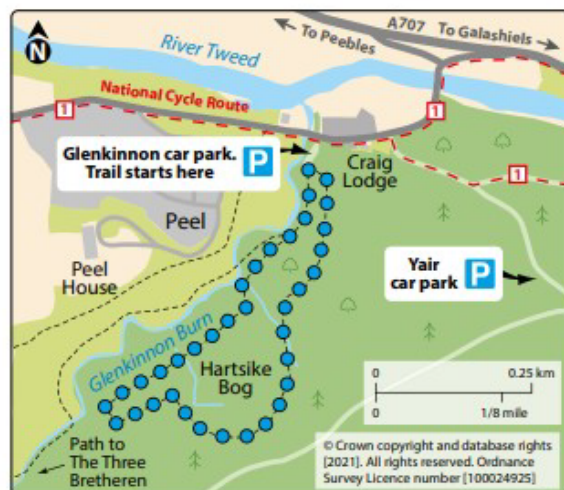 A707
To Galashiels
To Peebles
N
River Tweed
National Cycle Route
1
1
Glenkinnon car park.
Trail starts here
P
Craig
Lodge
1
Peel
Peel
House
Yair
car park
P
Glenkinnon Burn
Hartsike
Bog
0 0.25 km
0 1/8 mile
Path to
The Three
Bretheren
© Crown copyright and database rights
[2021]. All rights reserved. Ordnance
Survey Licence number [100024925]